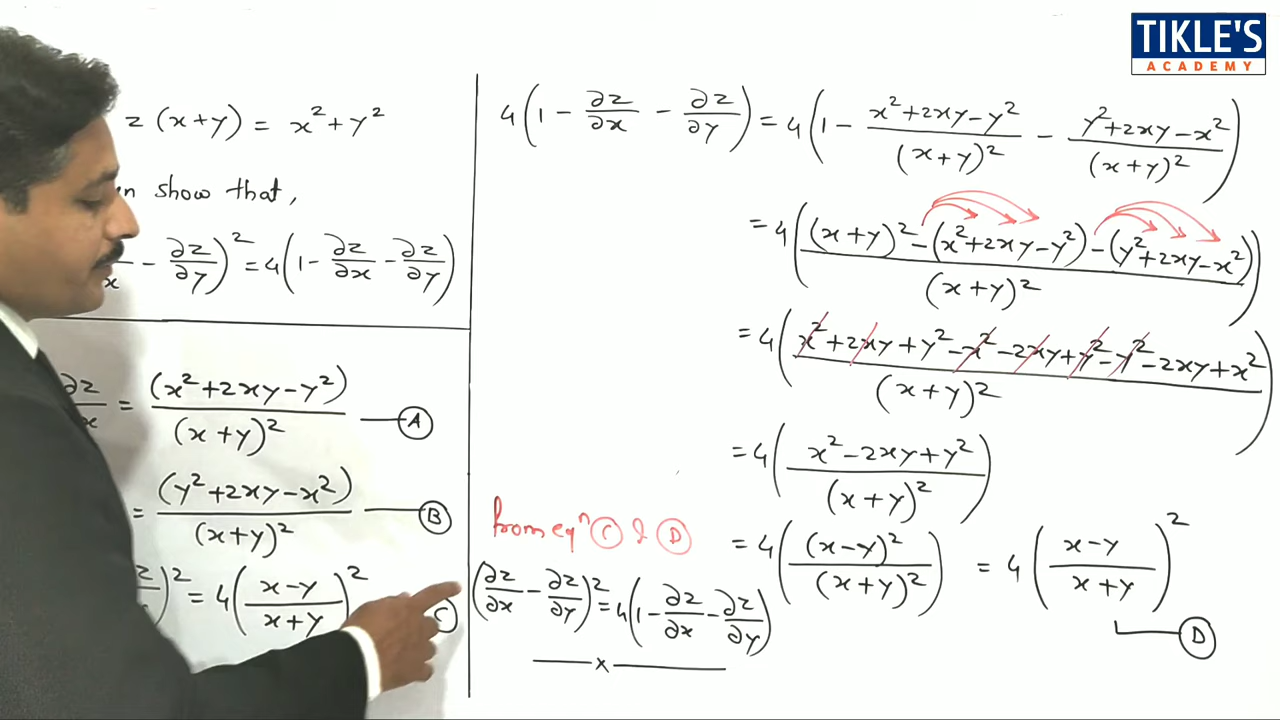 TIKLE'S
ACADEMY
z (x+y) = x² + y²
show that,
- ∂z/∂y)² = 4(1 - ∂z/∂x - ∂z/∂y)
∂z/∂x = (x²+2xy-y²)/(x+y)² — Ⓐ
= (y²+2xy-x²)/(x+y)² — Ⓑ
)² = 4((x-y)/(x+y))² Ⓒ
4(1 - ∂z/∂x - ∂z/∂y) = 4(1 - (x²+2xy-y²)/(x+y)² - (y²+2xy-x²)/(x+y)²)
= 4(((x+y)² - (x²+2xy-y²) - (y²+2xy-x²))/(x+y)²)
= 4((x²+2xy+y²-x²-2xy+y²-y²-2xy+x²)/(x+y)²)
= 4((x²-2xy+y²)/(x+y)²)
= 4((x-y)²/(x+y)²) = 4((x-y)/(x+y))² — Ⓓ
from eqⁿ Ⓒ & Ⓓ
(∂z/∂x - ∂z/∂y)² = 4(1 - ∂z/∂x - ∂z/∂y)
— x —